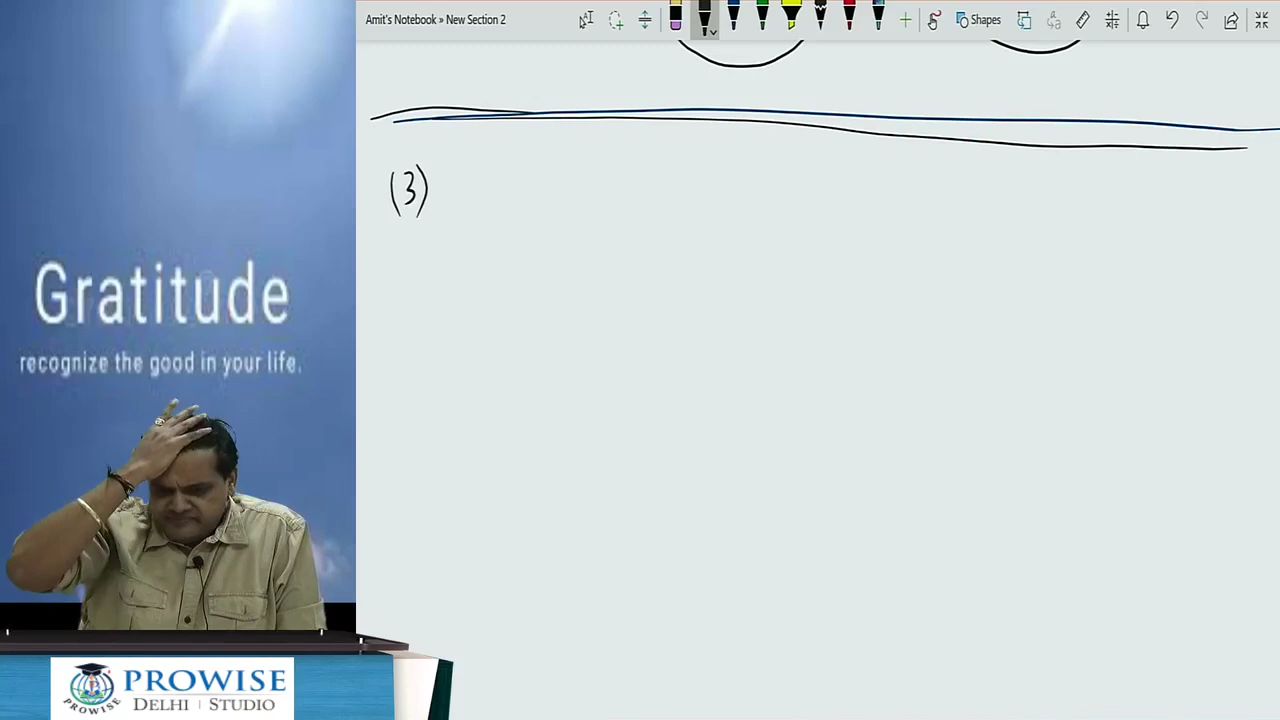 Amit's Notebook » New Section 2
Shapes
(3)
Gratitude
recognize the good in your life.
PROWISE
PROWISE
DELHI | STUDIO